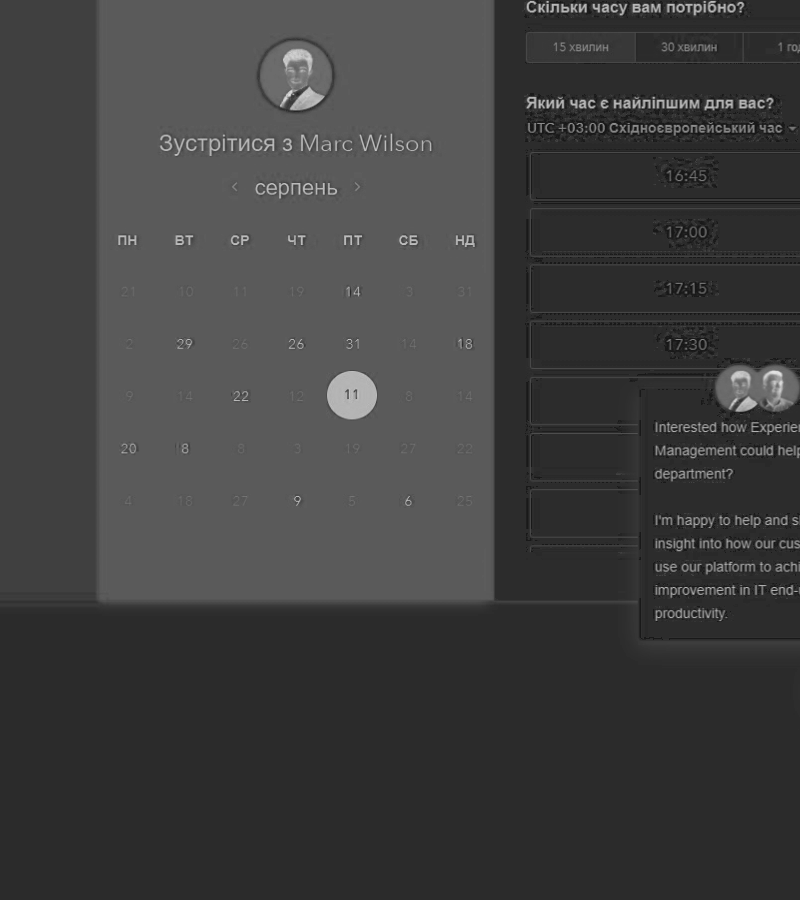 Зустрітися з Marc Wilson
серпень
ПН ВТ СР ЧТ ПТ СБ НД
21 10 11 19 14 3 31
2 29 26 26 31 14 18
9 14 22 12 11 8 14
20 8 8 3 19 27 22
4 18 27 9 5 6 25
Скільки часу вам потрібно?
15 хвилин 30 хвилин 1 го
Який час є найліпшим для вас?
UTC +03:00 Східноєвропейський час
16:45
17:00
17:15
17:30
Interested how Experie
Management could help
department?
I'm happy to help and s
insight into how our cus
use our platform to achi
improvement in IT end-
productivity.